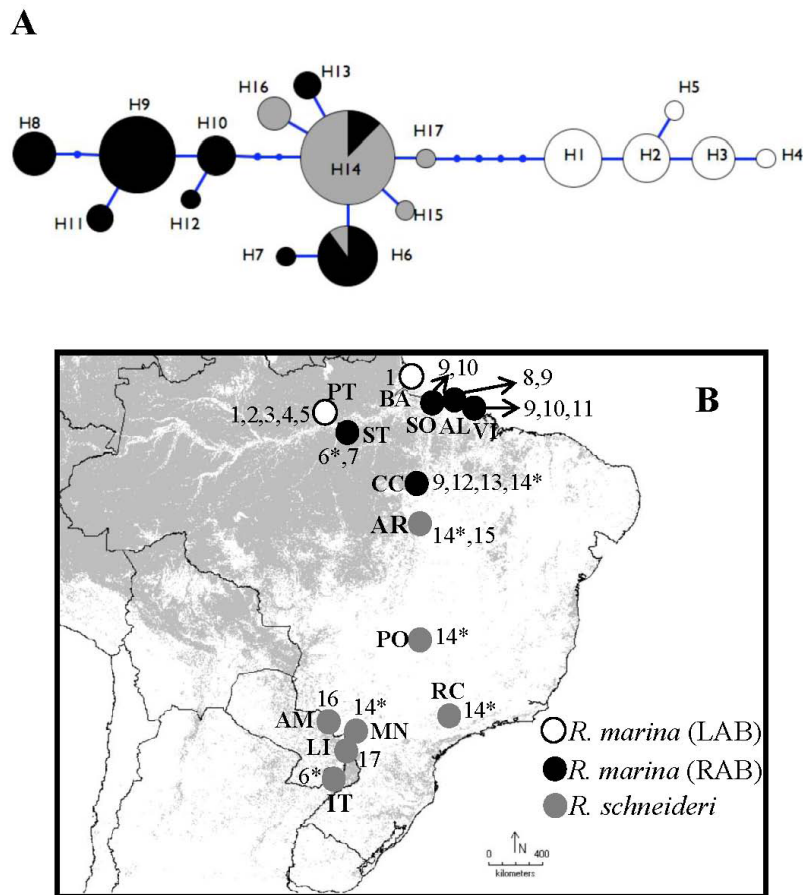 A
H16
H13
H5
H8
H9
H10
H17
H1
H2
H3
H4
H14
H11
H12
H15
H7
H6
B
1
9,10
8,9
PT
BA
1,2,3,4,5
SO
AL
VI
9,10,11
ST
6*,7
CC
9,12,13,14*
AR
14*,15
PO
14*
RC
16
14*
14*
AM
MN
LI
17
6*
IT
R. marina (LAB)
R. marina (RAB)
R. schneideri
N
0 400
kilometers